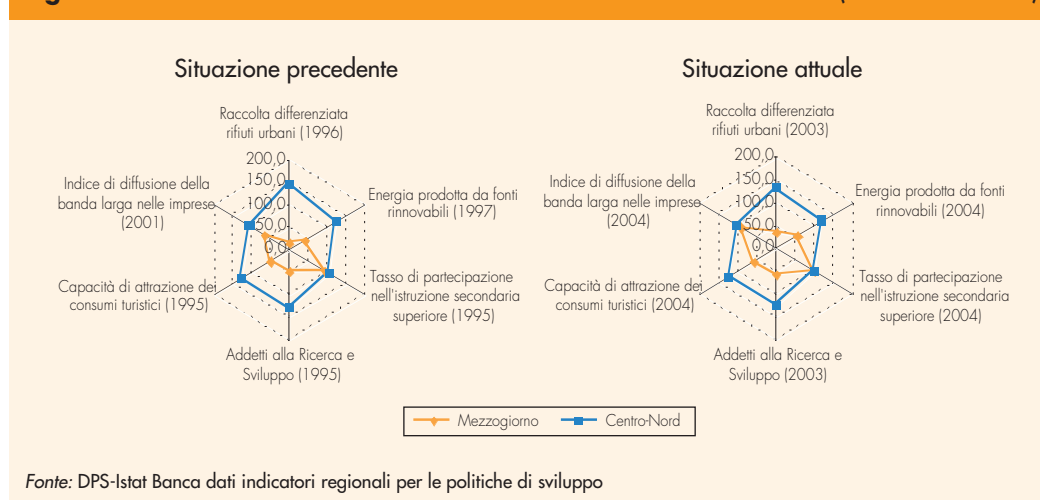 Situazione precedente
Raccolta differenziata
rifiuti urbani (1996)
200,0
150,0
100,0
50,0
0,0
Indice di diffusione della
banda larga nelle imprese
(2001)
Energia prodotta da fonti
rinnovabili (1997)
Capacità di attrazione dei
consumi turistici (1995)
Tasso di partecipazione
nell'istruzione secondaria
superiore (1995)
Addetti alla Ricerca e
Sviluppo (1995)
Situazione attuale
Raccolta differenziata
rifiuti urbani (2003)
200,0
150,0
100,0
50,0
0,0
Indice di diffusione della
banda larga nelle imprese
(2004)
Energia prodotta da fonti
rinnovabili (2004)
Capacità di attrazione dei
consumi turistici (2004)
Tasso di partecipazione
nell'istruzione secondaria
superiore (2004)
Addetti alla Ricerca e
Sviluppo (2003)
Mezzogiorno
Centro-Nord
Fonte: DPS-Istat Banca dati indicatori regionali per le politiche di sviluppo